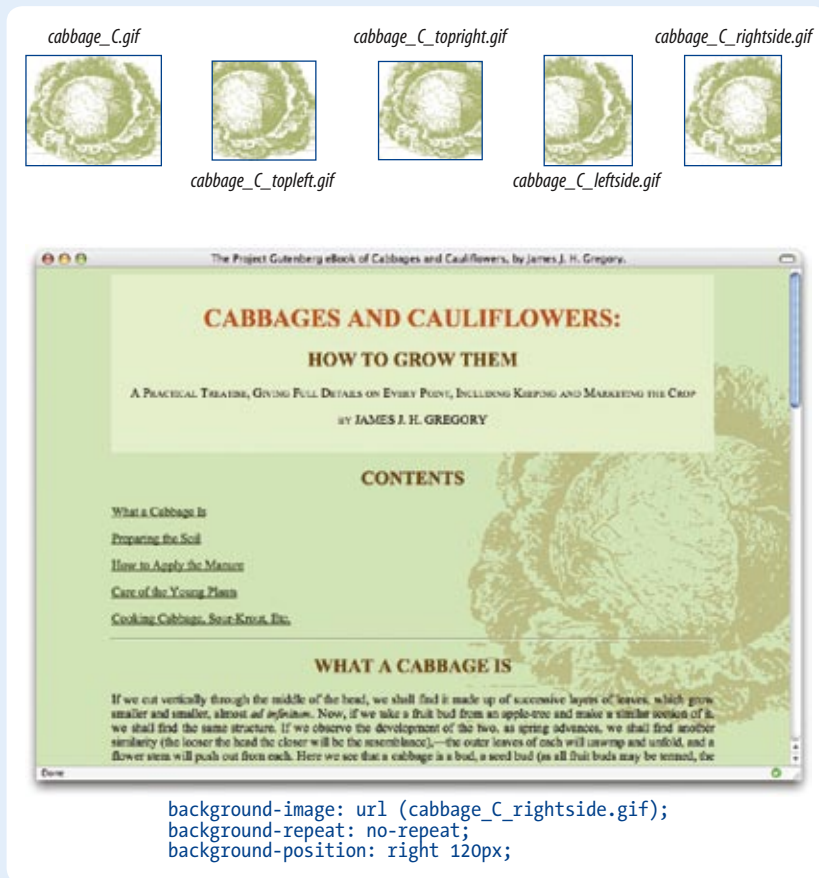 cabbage_C.gif
cabbage_C_topright.gif
cabbage_C_rightside.gif
cabbage_C_topleft.gif
cabbage_C_leftside.gif
The Project Gutenberg eBook of Cabbages and Cauliflowers, by James J. H. Gregory.
CABBAGES AND CAULIFLOWERS:
HOW TO GROW THEM
A Practical Treatise, Giving Full Details on Every Point, Including Keeping and Marketing the Crop
BY JAMES J. H. GREGORY
CONTENTS
What a Cabbage Is
Preparing the Soil
How to Apply the Manure
Care of the Young Plants
Cooking Cabbage, Sour-Krout, Etc.
WHAT A CABBAGE IS
If we cut vertically through the middle of the head, we shall find it made up of successive layers of leaves, which grow
smaller and smaller, almost ad infinitum. Now, if we take a fruit bud from an apple-tree and make a similar section of it,
we shall find the same structure. If we observe the development of the two, as spring advances, we shall find another
similarity (the looser the head the closer will be the resemblance),—the outer leaves of each will unwrap and unfold, and a
flower stem will push out from each. Here we see that a cabbage is a bud, a seed bud (as all fruit buds may be termed, the
Done
background-image: url (cabbage_C_rightside.gif);
background-repeat: no-repeat;
background-position: right 120px;